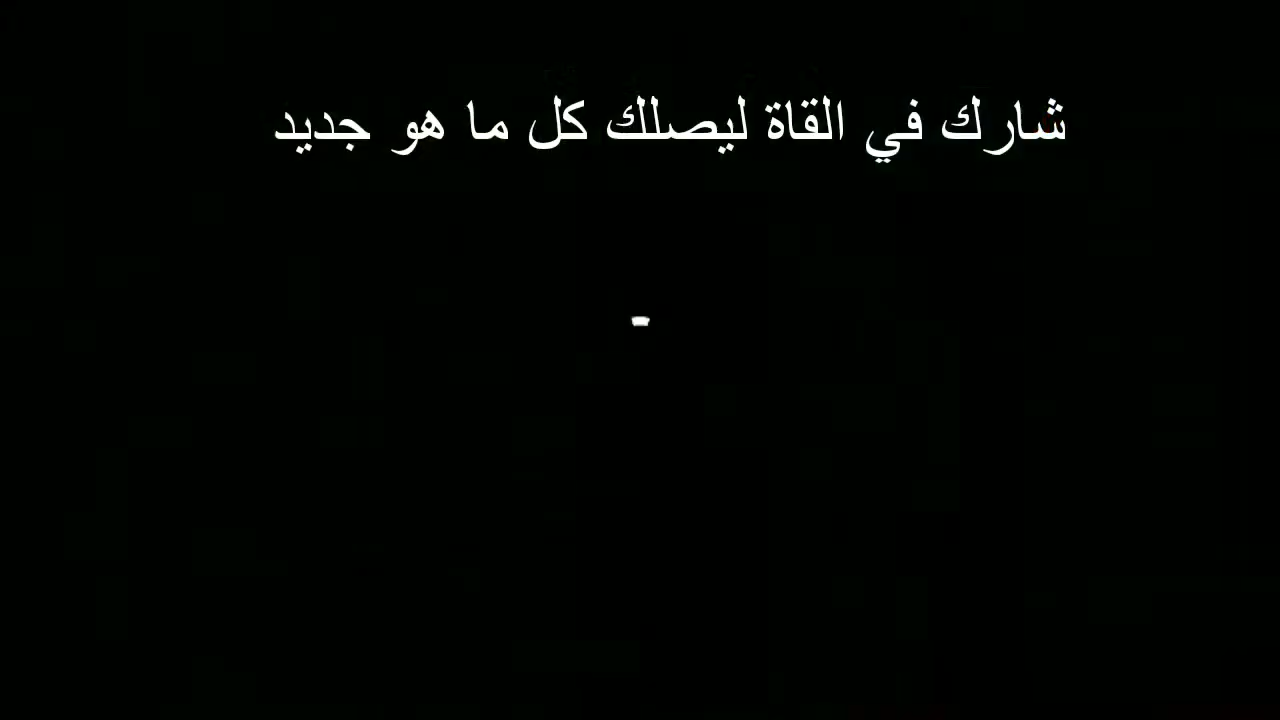 شارك في القاة ليصلك كل ما هو جديد